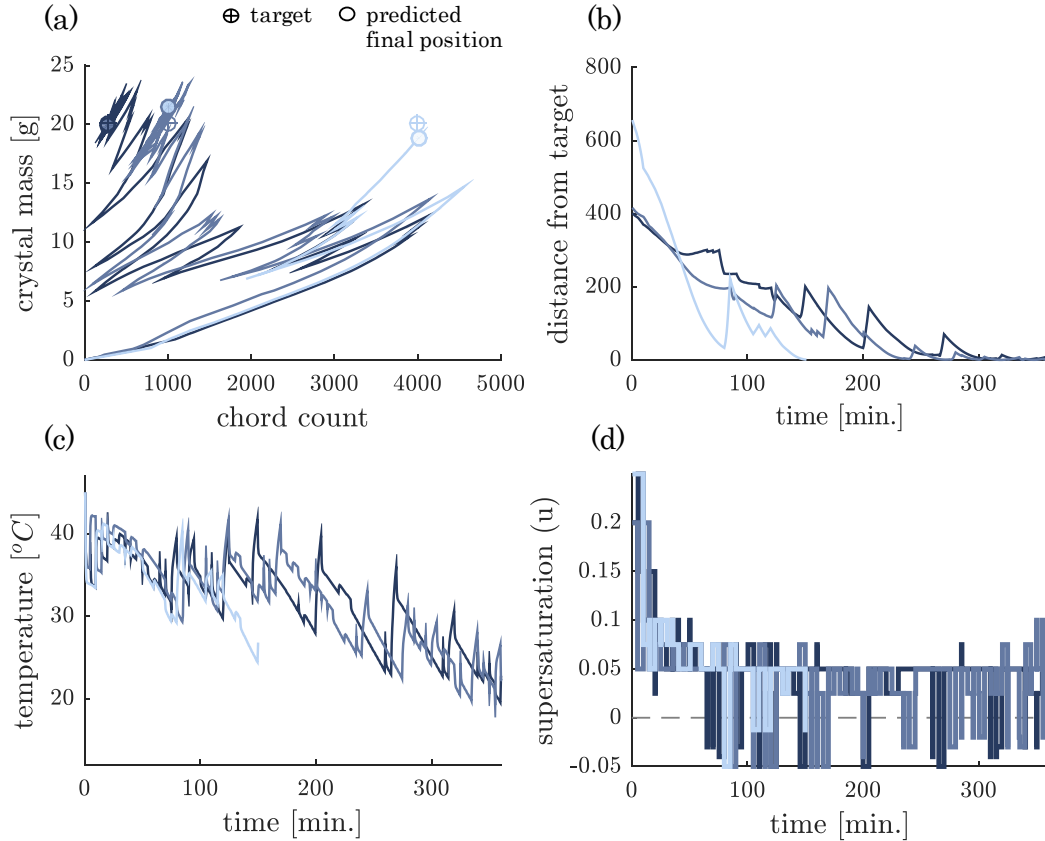 (a)
target
predicted
final position
crystal mass [g]
25
20
15
10
5
0
0 1000 2000 3000 4000 5000
chord count
(b)
distance from target
800
600
400
200
0
0 100 200 300
time [min.]
(c)
temperature [°C]
40
30
20
0 100 200 300
time [min.]
(d)
supersaturation (u)
0.2
0.15
0.1
0.05
0
-0.05
0 100 200 300
time [min.]